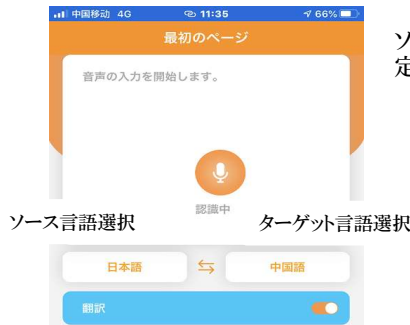 中国移动 4G 11:35 66%
最初のページ
ソ
定
音声の入力を開始します。
認識中
ソース言語選択 ターゲット言語選択
日本語 中国語
翻訳